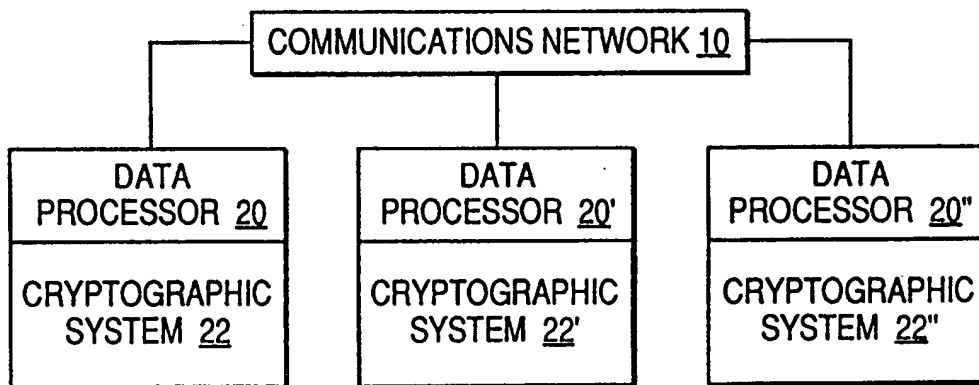 COMMUNICATIONS NETWORK 10
DATA
PROCESSOR 20
CRYPTOGRAPHIC
SYSTEM 22
DATA
PROCESSOR 20'
CRYPTOGRAPHIC
SYSTEM 22'
DATA
PROCESSOR 20"
CRYPTOGRAPHIC
SYSTEM 22"